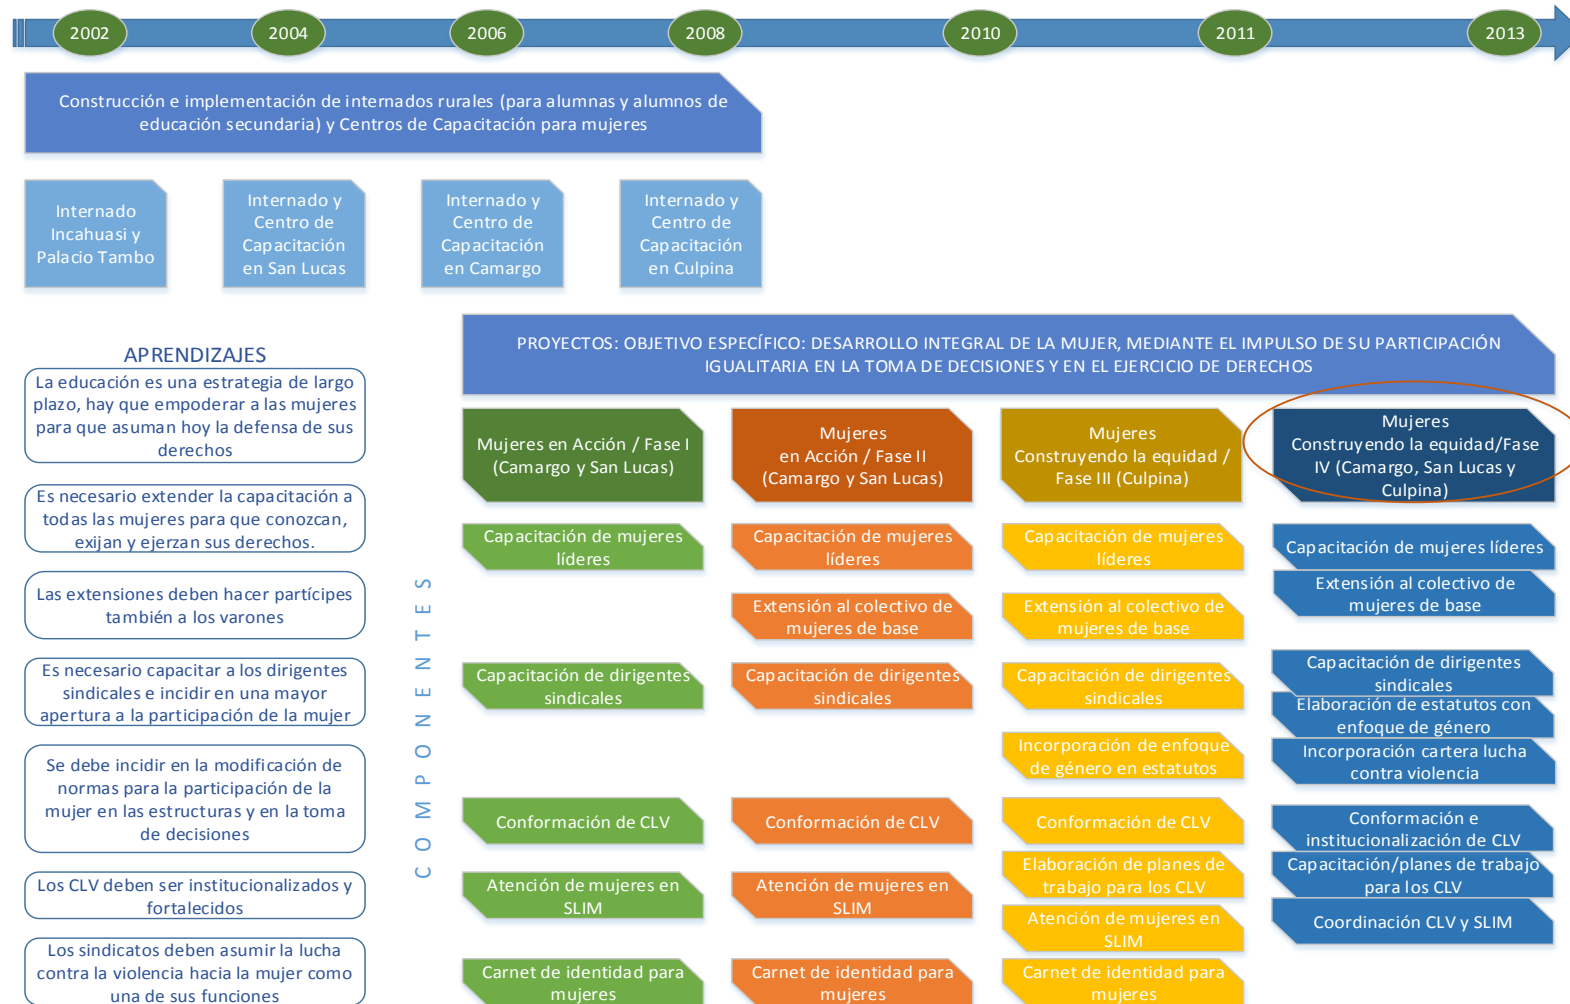 2002
2004
2006
2008
2010
2011
2013
Construcción e implementación de internados rurales (para alumnas y alumnos de
educación secundaria) y Centros de Capacitación para mujeres
Internado
Incahuasi y
Palacio Tambo
Internado y
Centro de
Capacitación
en San Lucas
Internado y
Centro de
Capacitación
en Camargo
Internado y
Centro de
Capacitación
en Culpina
APRENDIZAJES
La educación es una estrategia de largo
plazo, hay que empoderar a las mujeres
para que asuman hoy la defensa de sus
derechos
Es necesario extender la capacitación a
todas las mujeres para que conozcan,
exijan y ejerzan sus derechos.
Las extensiones deben hacer partícipes
también a los varones
Es necesario capacitar a los dirigentes
sindicales e incidir en una mayor
apertura a la participación de la mujer
Se debe incidir en la modificación de
normas para la participación de la
mujer en las estructuras y en la toma
de decisiones
Los CLV deben ser institucionalizados y
fortalecidos
Los sindicatos deben asumir la lucha
contra la violencia hacia la mujer como
una de sus funciones
COMPONENTES
PROYECTOS: OBJETIVO ESPECÍFICO: DESARROLLO INTEGRAL DE LA MUJER, MEDIANTE EL IMPULSO DE SU PARTICIPACIÓN
IGUALITARIA EN LA TOMA DE DECISIONES Y EN EL EJERCICIO DE DERECHOS
Mujeres en Acción / Fase I
(Camargo y San Lucas)
Capacitación de mujeres
líderes
Capacitación de dirigentes
sindicales
Conformación de CLV
Atención de mujeres en
SLIM
Carnet de identidad para
mujeres
Mujeres
en Acción / Fase II
(Camargo y San Lucas)
Capacitación de mujeres
líderes
Extensión al colectivo de
mujeres de base
Capacitación de dirigentes
sindicales
Conformación de CLV
Atención de mujeres en
SLIM
Carnet de identidad para
mujeres
Mujeres
Construyendo la equidad /
Fase III (Culpina)
Capacitación de mujeres
líderes
Extensión al colectivo de
mujeres de base
Capacitación de dirigentes
sindicales
Incorporación de enfoque
de género en estatutos
Conformación de CLV
Elaboración de planes de
trabajo para los CLV
Atención de mujeres en
SLIM
Carnet de identidad para
mujeres
Mujeres
Construyendo la equidad/Fase
IV (Camargo, San Lucas y
Culpina)
Capacitación de mujeres líderes
Extensión al colectivo de
mujeres de base
Capacitación de dirigentes
sindicales
Elaboración de estatutos con
enfoque de género
Incorporación cartera lucha
contra violencia
Conformación e
institucionalización de CLV
Capacitación/planes de trabajo
para los CLV
Coordinación CLV y SLIM